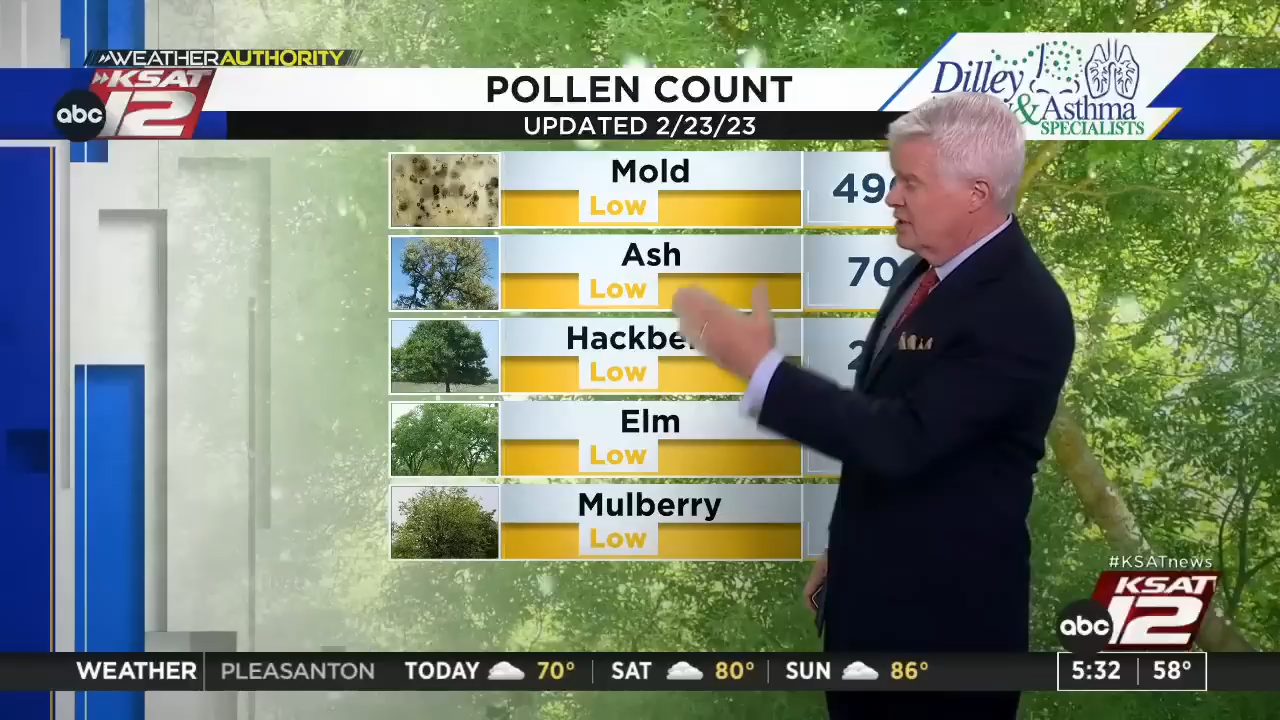 WEATHERAUTHORITY
KSAT
abc 12
POLLEN COUNT
UPDATED 2/23/23
Dilley
& Asthma
SPECIALISTS
Mold
Low
Ash
Low
70
Low
Elm
Low
Mulberry
Low
#KSATnews
KSAT
abc 12
WEATHER PLEASANTON TODAY 70° SAT 80° SUN 86°
5:32 58°